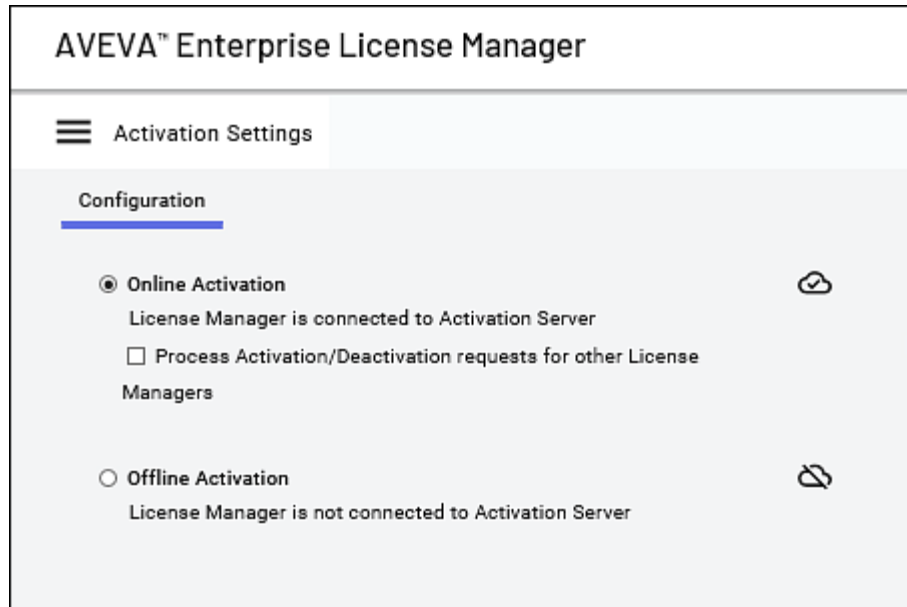 AVEVA™ Enterprise License Manager
Activation Settings
Configuration
Online Activation
License Manager is connected to Activation Server
Process Activation/Deactivation requests for other License
Managers
Offline Activation
License Manager is not connected to Activation Server